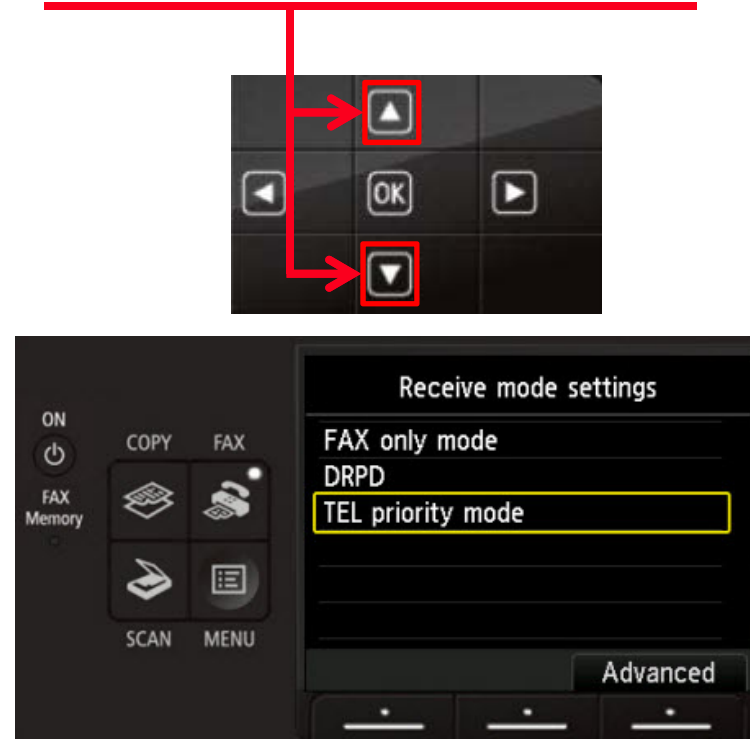 OK
Receive mode settings
ON
COPY FAX
FAX only mode
DRPD
FAX
Memory
TEL priority mode
SCAN MENU
Advanced